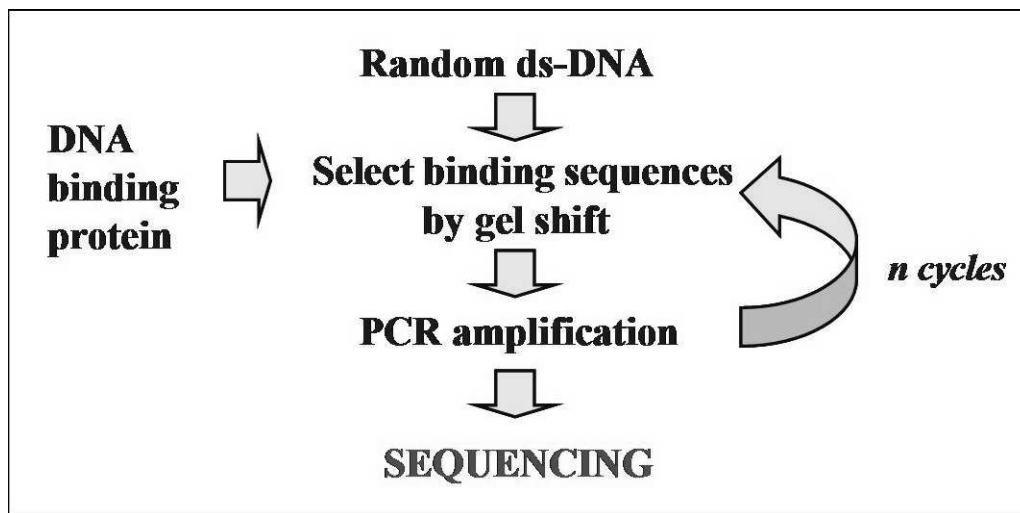 Random ds-DNA
DNA
binding
protein
Select binding sequences
by gel shift
n cycles
PCR amplification
SEQUENCING